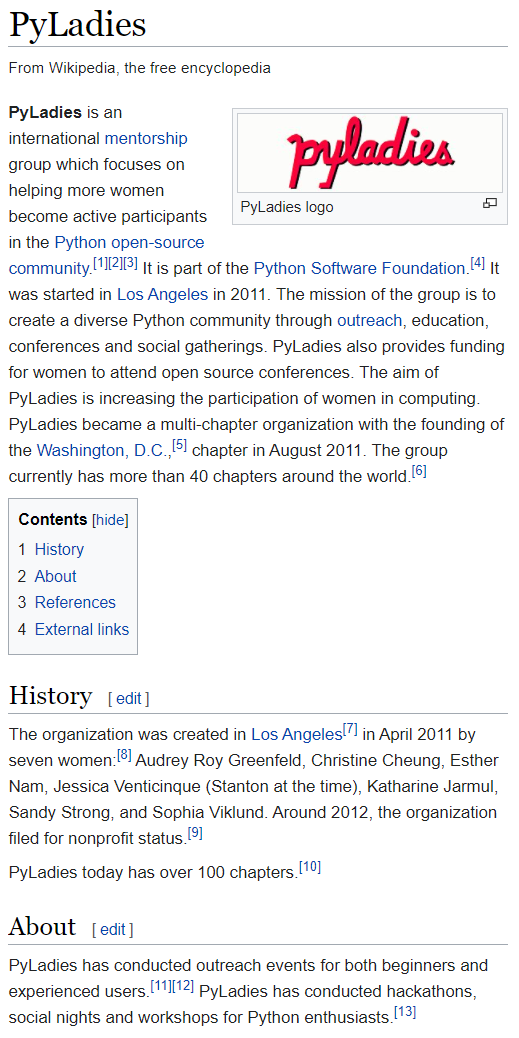 PyLadies
From Wikipedia, the free encyclopedia
PyLadies is an
international mentorship
group which focuses on
helping more women
become active participants
in the Python open-source
pyladies
PyLadies logo
community.[1][2][3] It is part of the Python Software Foundation.[4] It
was started in Los Angeles in 2011. The mission of the group is to
create a diverse Python community through outreach, education,
conferences and social gatherings. PyLadies also provides funding
for women to attend open source conferences. The aim of
PyLadies is increasing the participation of women in computing.
PyLadies became a multi-chapter organization with the founding of
the Washington, D.C.,[5] chapter in August 2011. The group
currently has more than 40 chapters around the world.[6]
Contents [hide]
1 History
2 About
3 References
4 External links
History [ edit ]
The organization was created in Los Angeles[7] in April 2011 by
seven women:[8] Audrey Roy Greenfeld, Christine Cheung, Esther
Nam, Jessica Venticinque (Stanton at the time), Katharine Jarmul,
Sandy Strong, and Sophia Viklund. Around 2012, the organization
filed for nonprofit status.[9]
PyLadies today has over 100 chapters.[10]
About [ edit ]
PyLadies has conducted outreach events for both beginners and
experienced users.[11][12] PyLadies has conducted hackathons,
social nights and workshops for Python enthusiasts.[13]